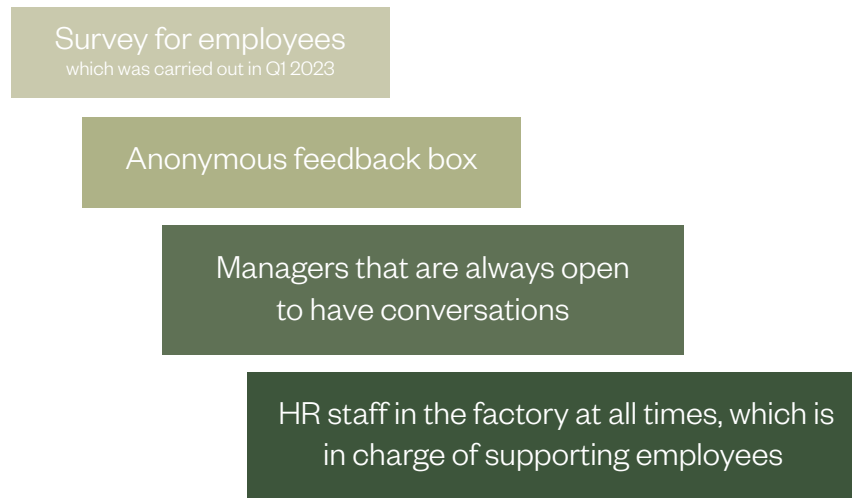 Survey for employees
which was carried out in Q1 2023
Anonymous feedback box
Managers that are always open
to have conversations
HR staff in the factory at all times, which is
in charge of supporting employees